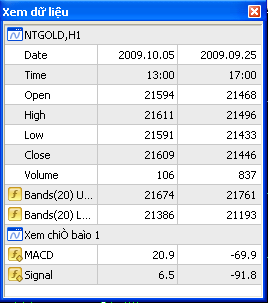 Xem dữ liệu
NTGOLD,H1
Date 2009.10.05 2009.09.25
Time 13:00 17:00
Open 21594 21468
High 21611 21496
Low 21591 21433
Close 21609 21446
Volume 106 837
Bands(20) U... 21674 21761
Bands(20) L... 21386 21193
Xem chiÒ baìo 1
MACD 20.9 -69.9
Signal 6.5 -91.8